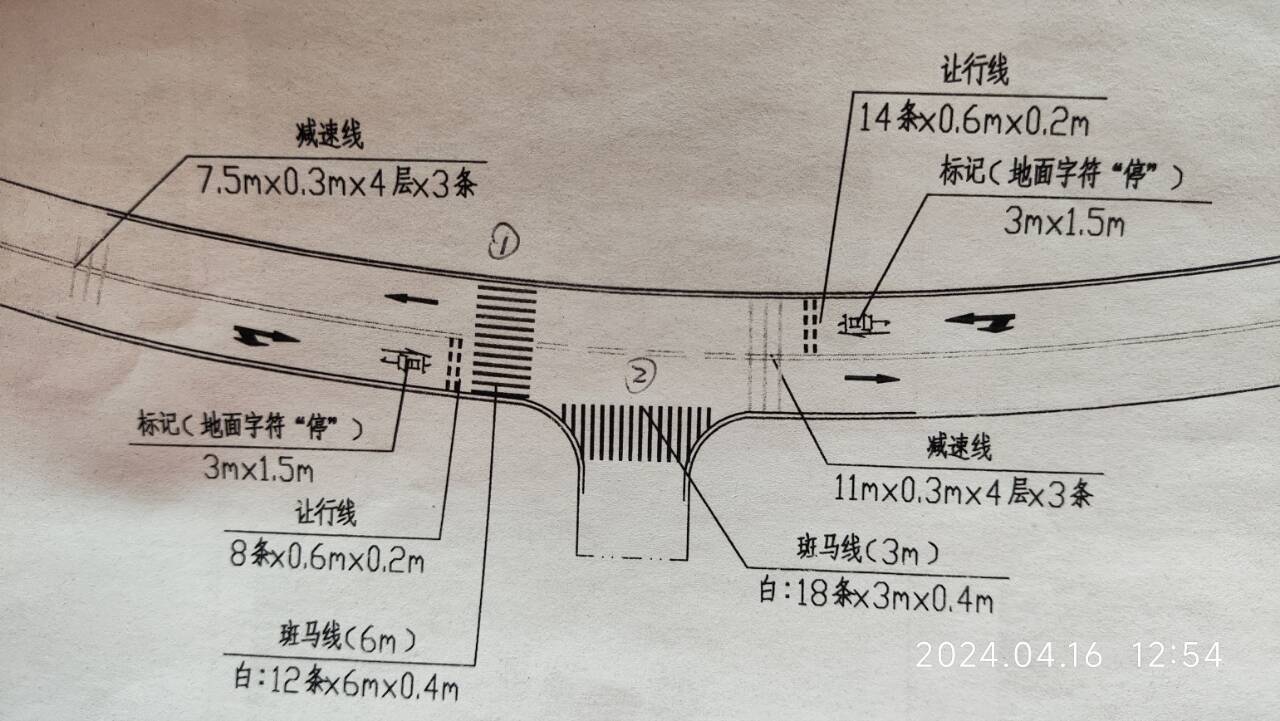 让行线
14条x0.6mx0.2m
减速线
7.5mx0.3mx4层x3条
标记(地面字符“停”)
3mx1.5m
①
②
停
停
标记(地面字符“停”)
3mx1.5m
减速线
11mx0.3mx4层x3条
让行线
8条x0.6mx0.2m
斑马线(3m)
白:18条x3mx0.4m
斑马线(6m)
白:12条x6mx0.4m
2024.04.16 12:54